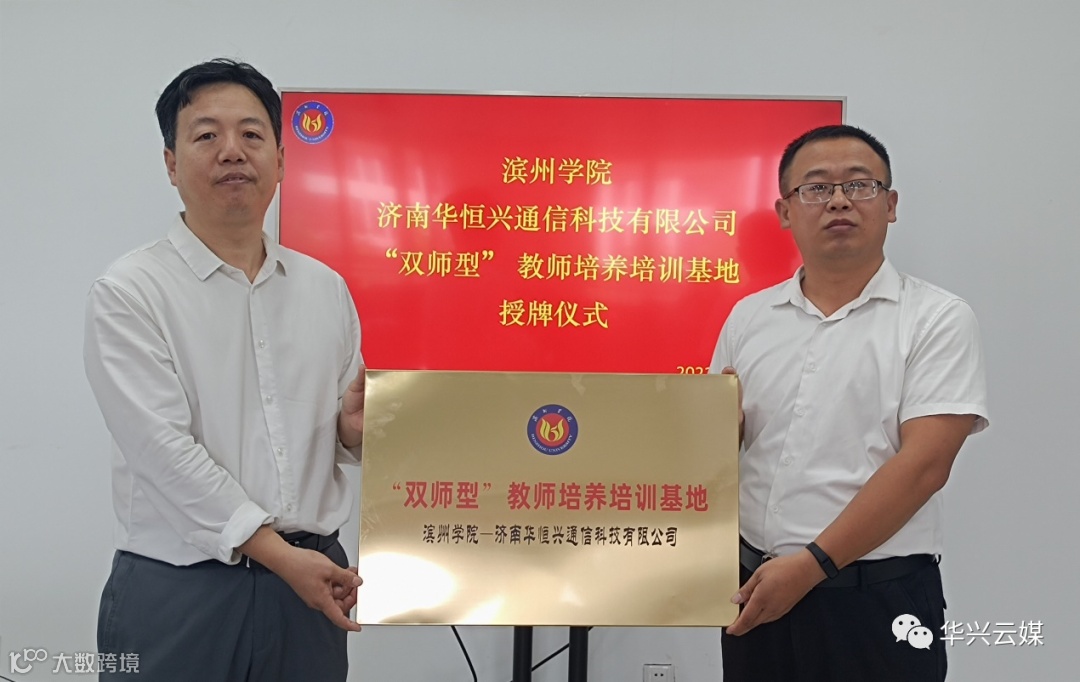 滨州学院
济南华恒兴通信科技有限公司
“双师型” 教师培养培训基地
授牌仪式
202
BINZHOU UNIVERSITY
“双师型”教师培养培训基地
滨州学院—济南华恒兴通信科技有限公司
华兴云媒
大数跨境